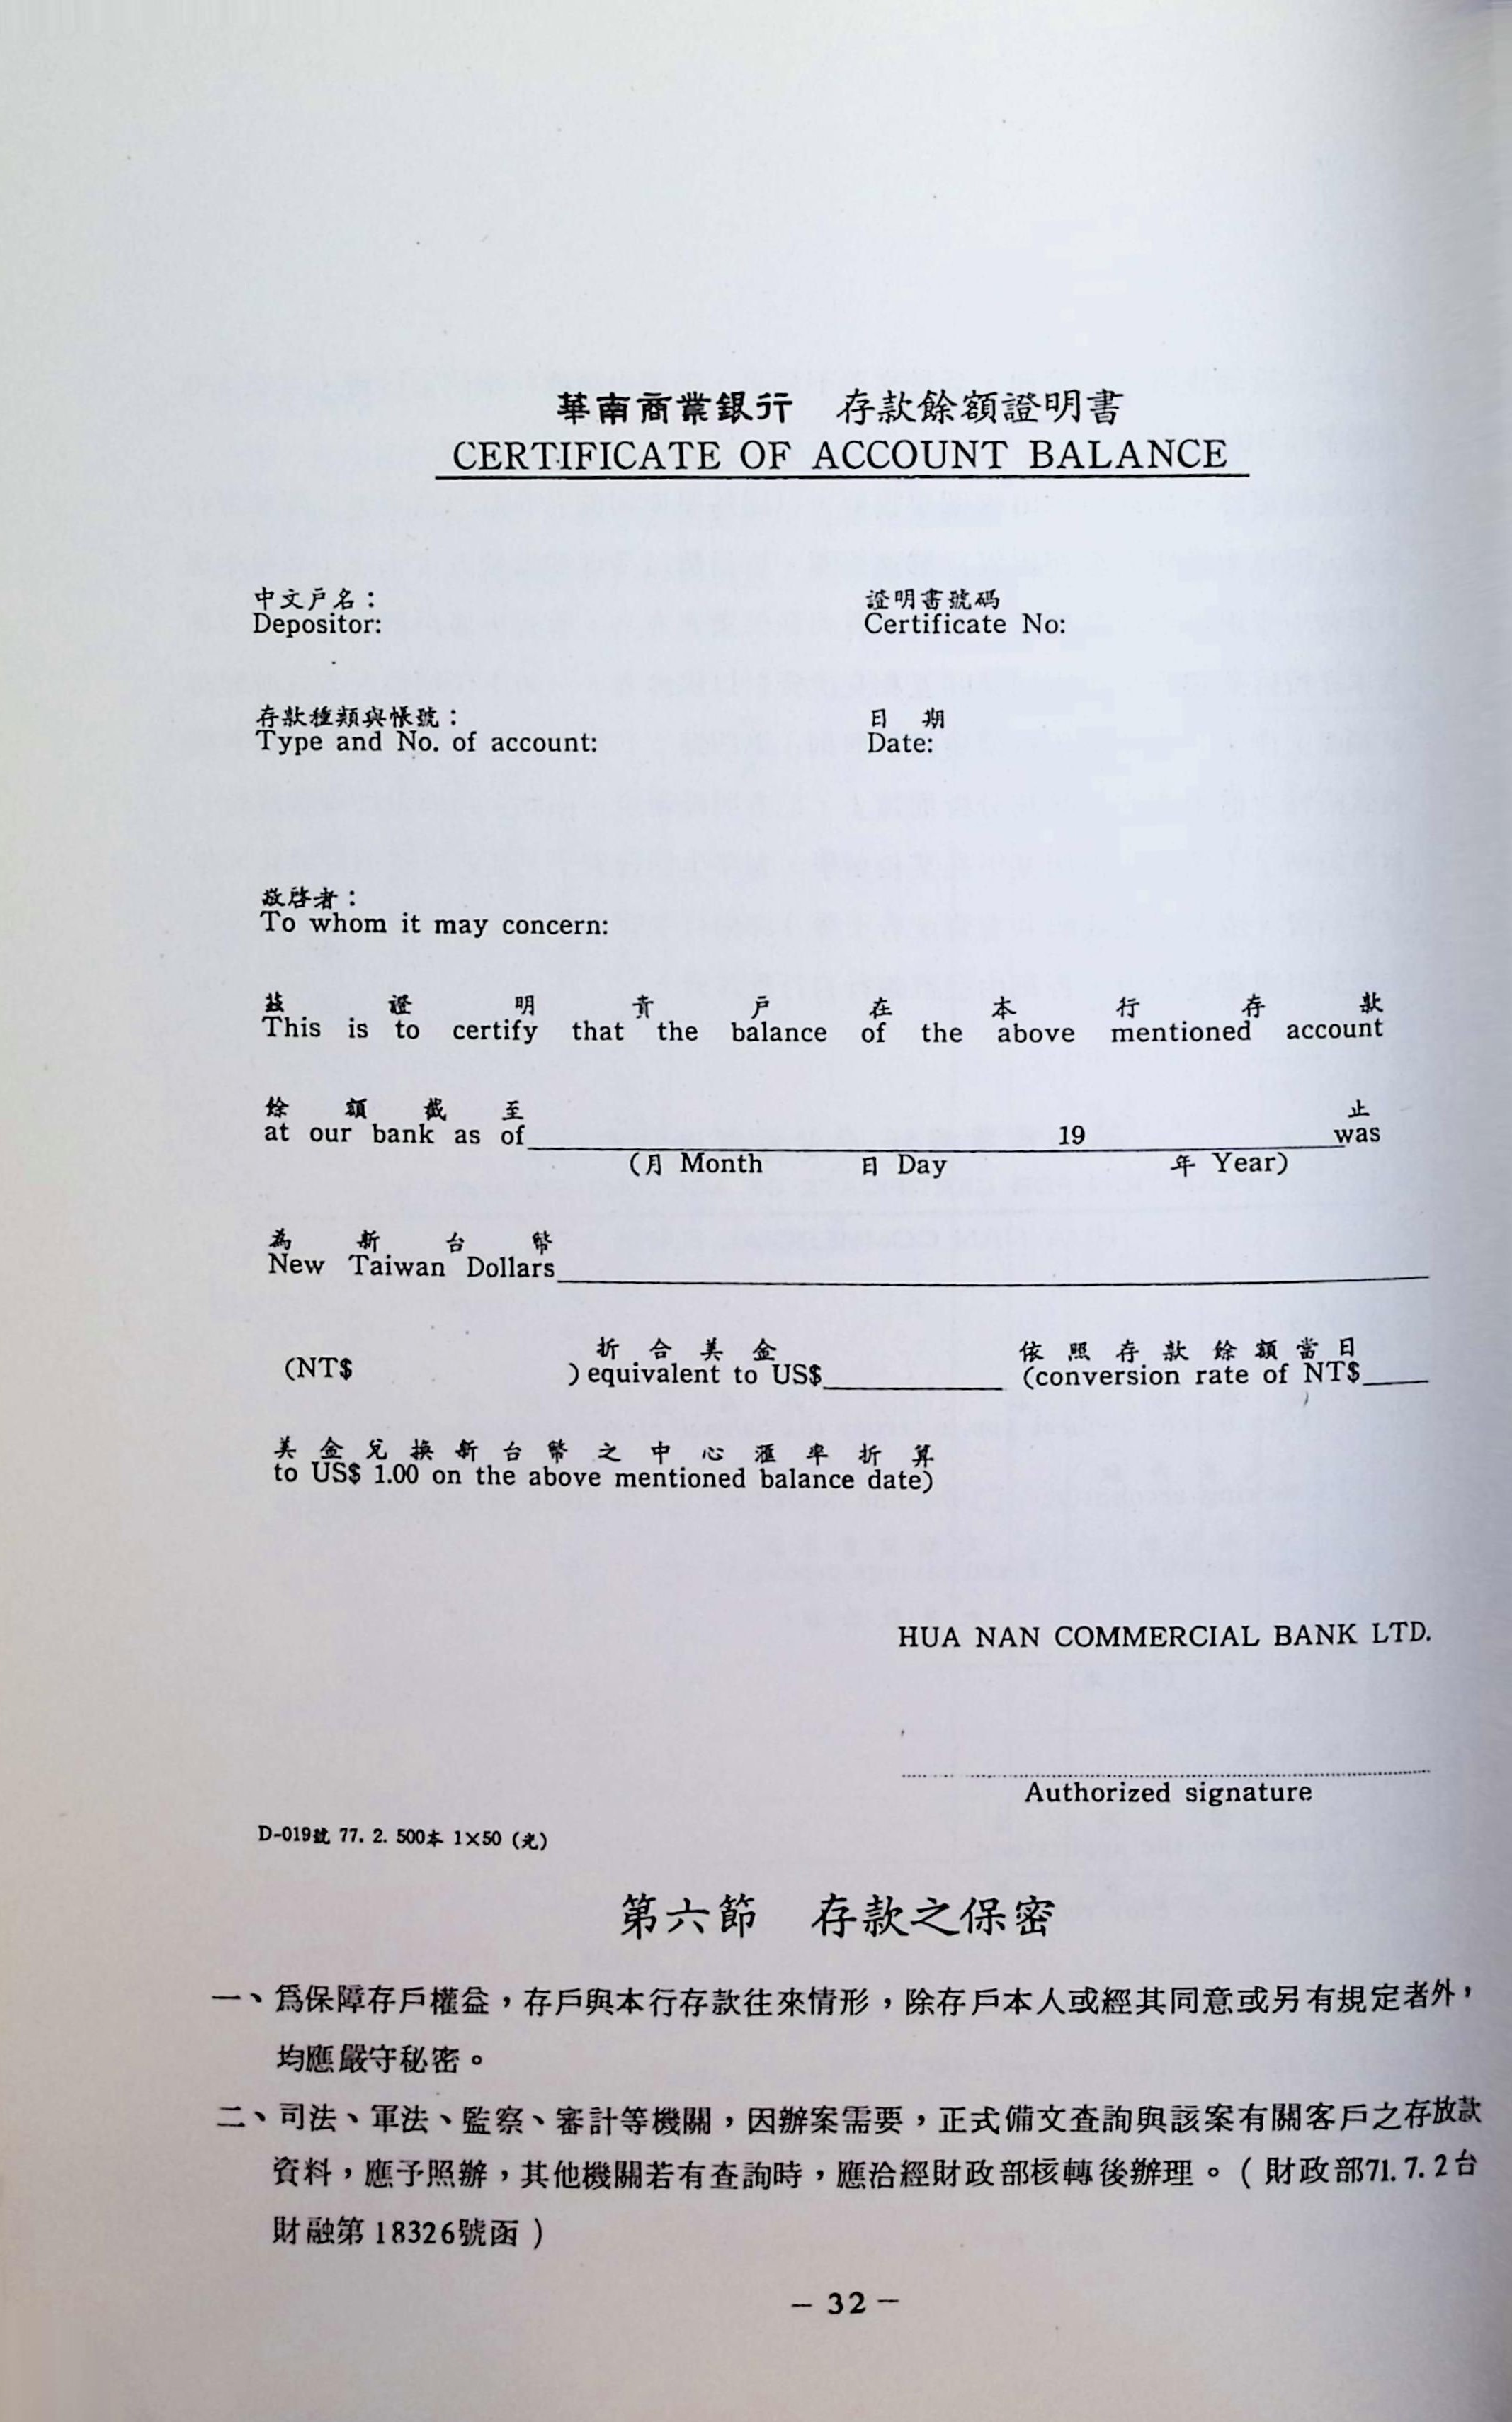 華南商業銀行 存款餘額證明書
CERTIFICATE OF ACCOUNT BALANCE
中文戶名： 證明書號碼
Depositor: Certificate No:
存款種類與帳號： 日 期
Type and No. of account: Date:
敬啓者：
To whom it may concern:
茲 證 明 貴 戶 在 本 行 存 款
This is to certify that the balance of the above mentioned account
餘 額 截 至 止
at our bank as of 19 was
(月 Month 日 Day 年 Year)
為 新 台 幣
New Taiwan Dollars
折 合 美 金 依 照 存 款 餘 額 當 日
(NT$ ) equivalent to US$ (conversion rate of NT$
美 金 兌 換 新 台 幣 之 中 心 滙 率 折 算
to US$ 1.00 on the above mentioned balance date)
HUA NAN COMMERCIAL BANK LTD.
Authorized signature
D-019號 77. 2. 500本 1×50 (光)
第六節 存款之保密
一、爲保障存戶權益，存戶與本行存款往來情形，除存戶本人或經其同意或另有規定者外，
均應嚴守秘密。
二、司法、軍法、監察、審計等機關，因辦案需要，正式備文查詢與該案有關客戶之存放款
資料，應予照辦，其他機關若有查詢時，應洽經財政部核轉後辦理。（財政部71. 7. 2台
財融第18326號函）
— 32 —